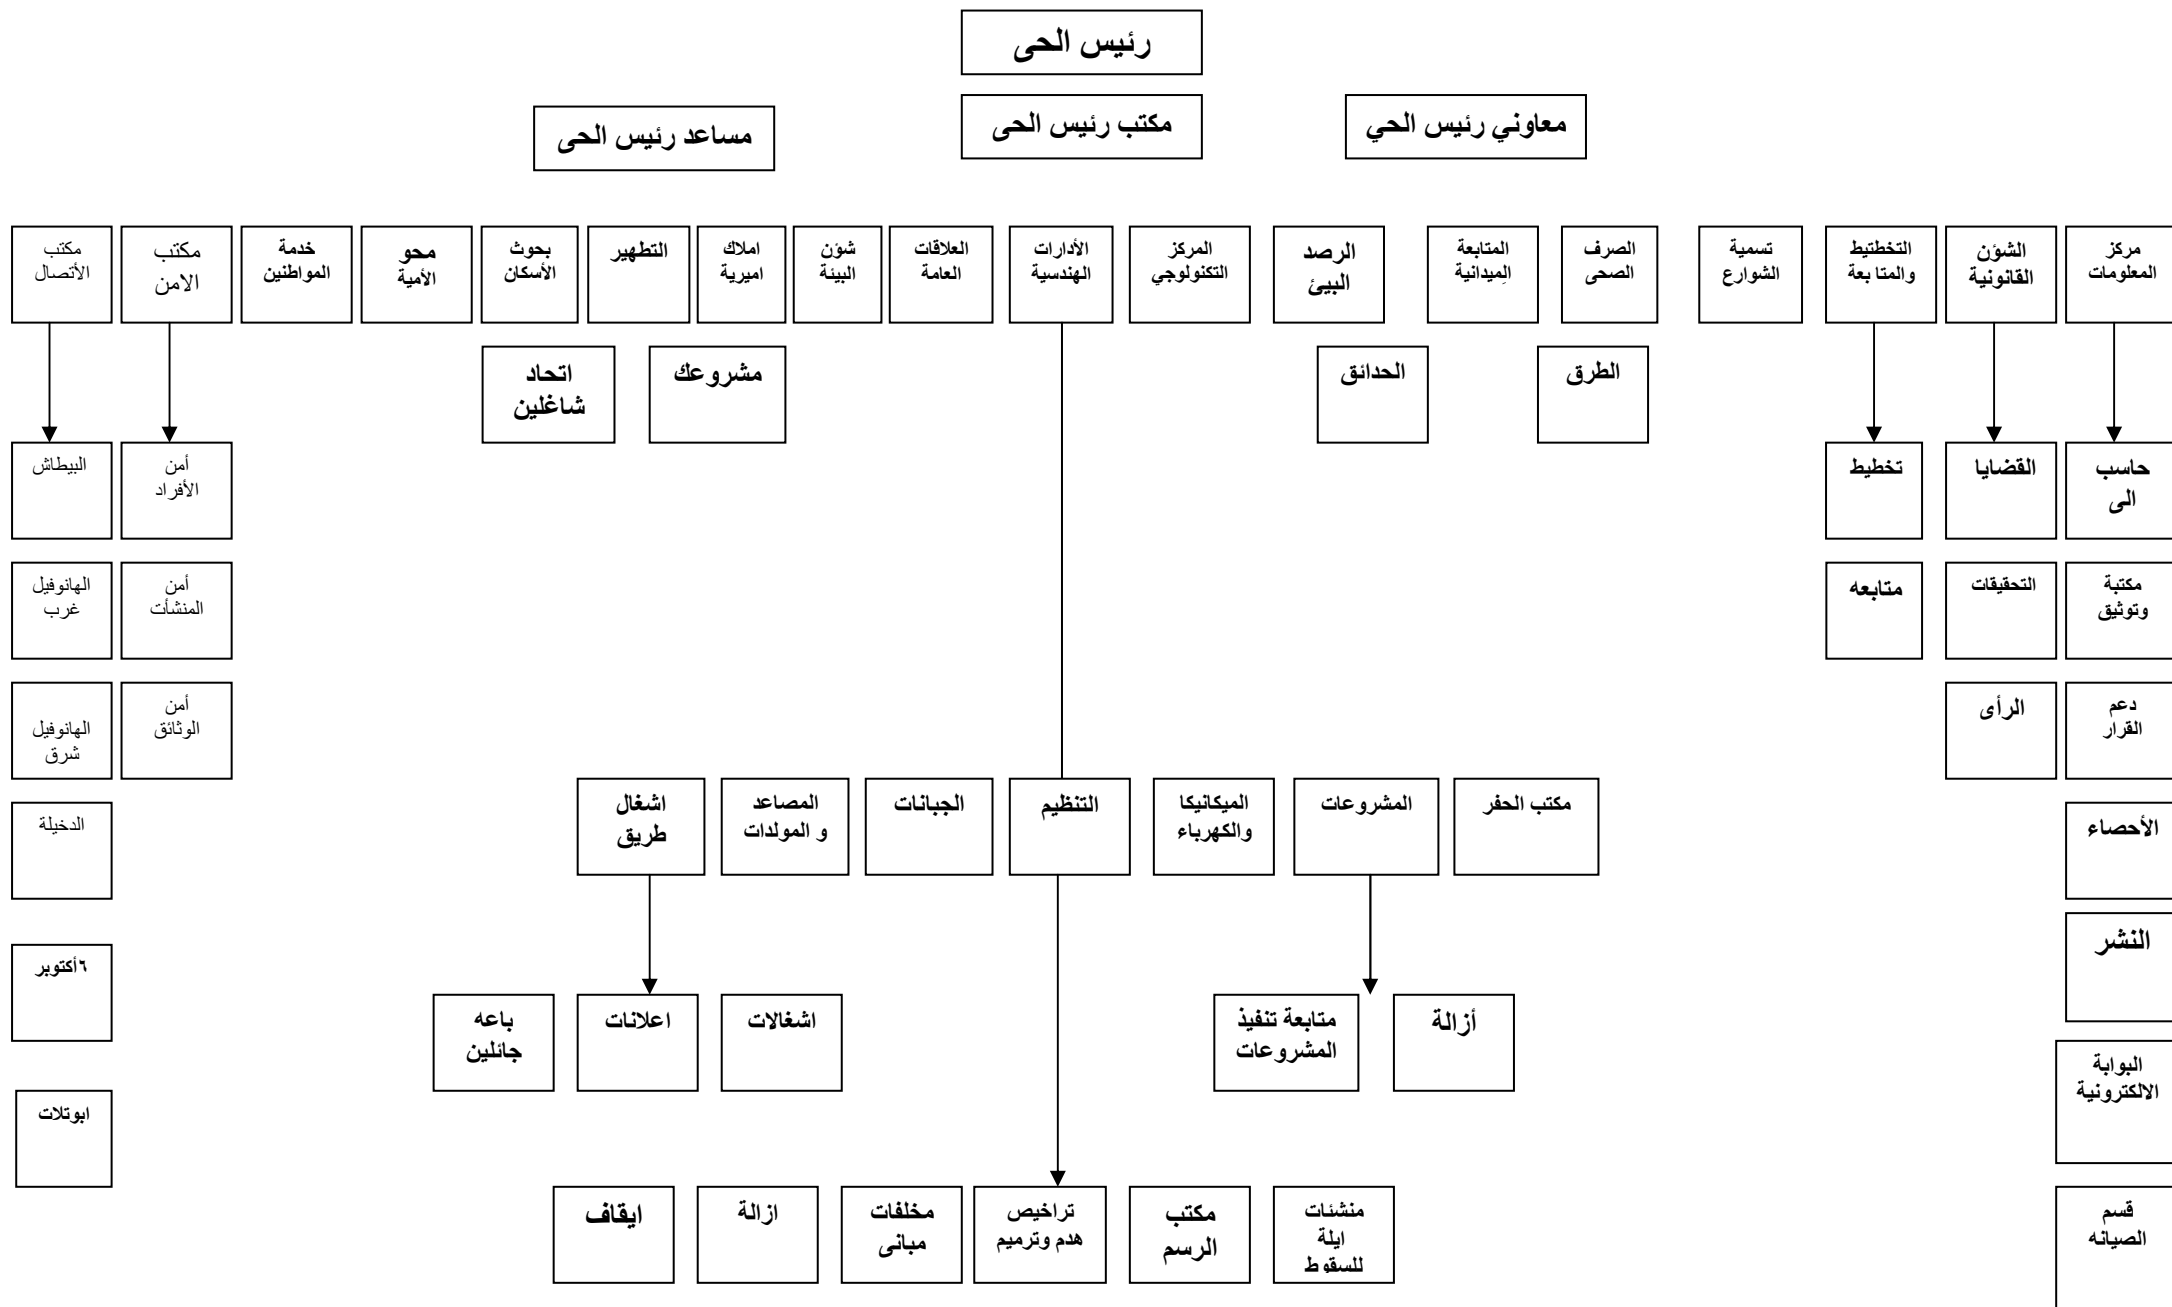 رئيس الحى
معاوني رئيس الحي
مكتب رئيس الحى
مساعد رئيس الحى
مركز
المعلومات
الشؤن
القانونية
التخطتيط
والمتا بعة
تسمية
الشوارع
الصرف
الصحى
المتابعة
الِميدانية
الرصد
البيئ
المركز
التكنولوجي
الأدارات
الهندسية
العلاقات
العامة
شؤن
البيئة
املاك
اميرية
التطهير
بحوث
الأسكان
محو
الأمية
خدمة
المواطنين
مكتب
الامن
مكتب
الأتصال
الطرق
الحدائق
مشروعك
اتحاد
شاغلين
حاسب
الى
القضايا
تخطيط
أمن
الأفراد
البيطاش
مكتبة
وتوثيق
التحقيقات
متابعه
أمن
المنشأت
الهانوفيل
غرب
دعم
القرار
الرأى
أمن
الوثائق
الهانوفيل
شرق
مكتب الحفر
المشروعات
الميكانيكا
والكهرباء
التنظيم
الجبانات
المصاعد
و المولدات
اشغال
طريق
الأحصاء
الدخيلة
النشر
٦أكتوبر
أزالة
متابعة تنفيذ
المشروعات
اشغالات
اعلانات
باعه
جائلين
البوابة
الالكترونية
ابوتلات
قسم
الصيانه
منشئات
ايلة
للسقوط
مكتب
الرسم
تراخيص
هدم وترميم
مخلفات
مبانى
ازالة
ايقاف